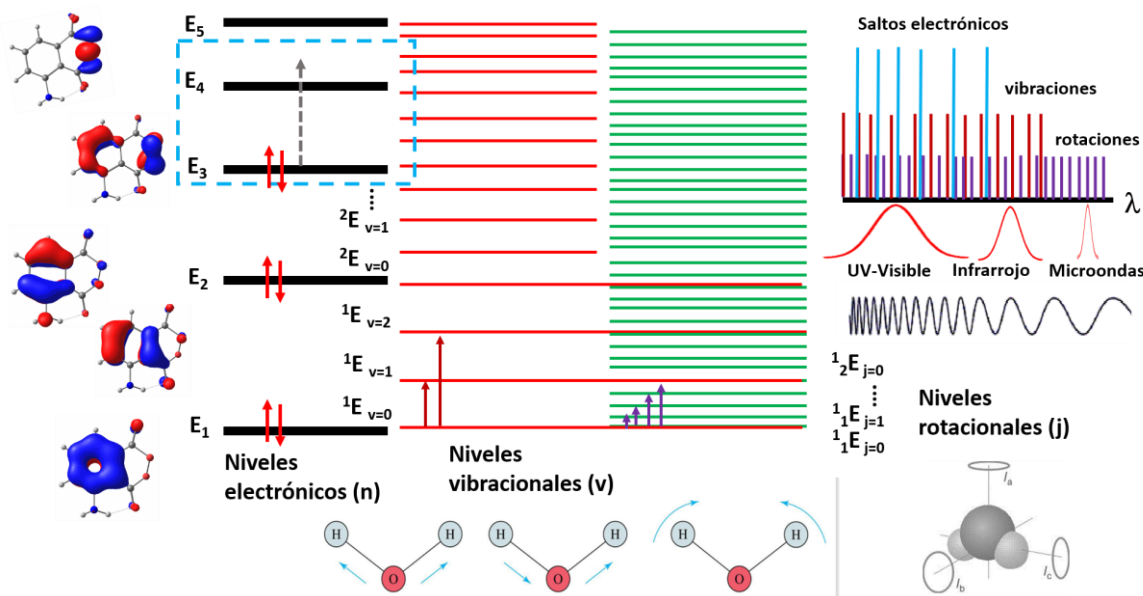 E5
E4
E3
2E v=1
2E v=0
E2
1E v=2
1E v=1
1E v=0
E1
Niveles
electrónicos (n)
Niveles
vibracionales (v)
Saltos electrónicos
vibraciones
rotaciones
λ
UV-Visible
Infrarrojo
Microondas
12E j=0
11E j=1
11E j=0
Niveles
rotacionales (j)
H
H
O
H
H
O
H
H
O
Ia
Ib
Ic